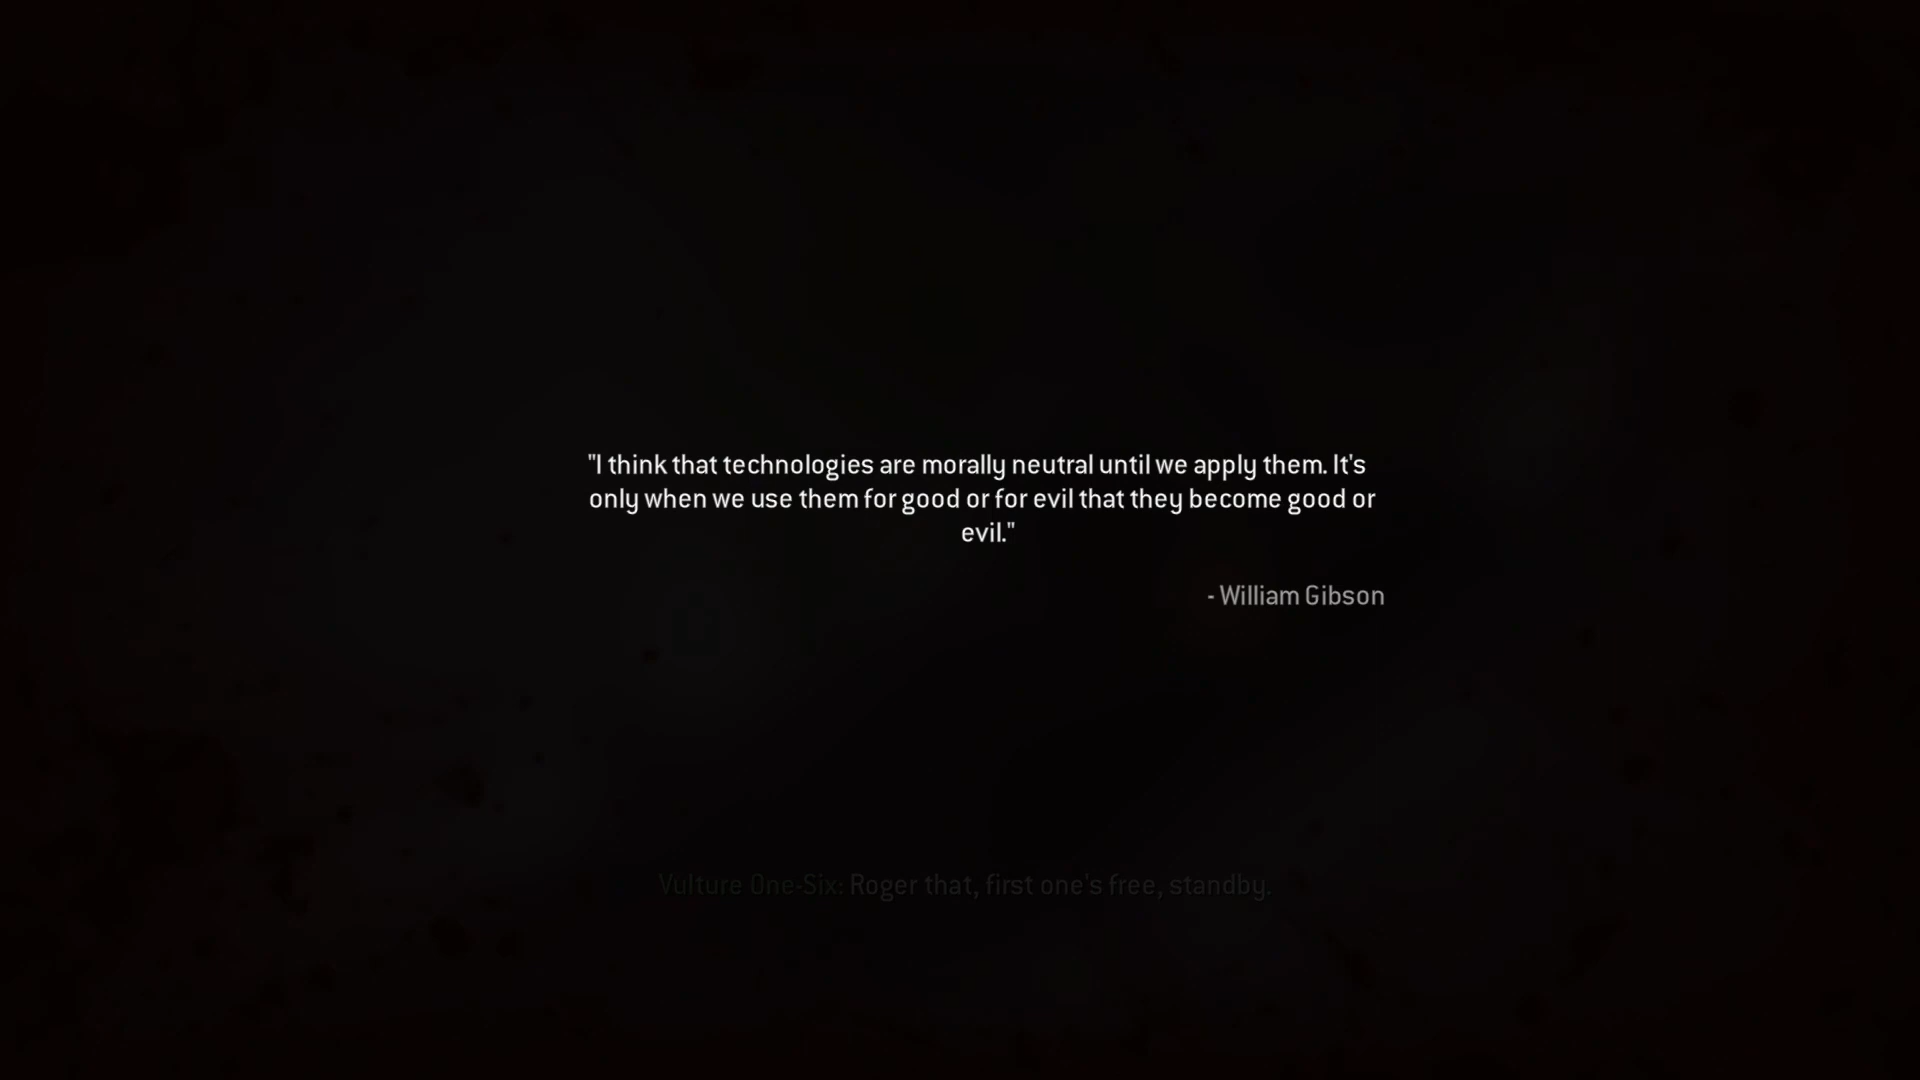 "I think that technologies are morally neutral until we apply them. It's
only when we use them for good or for evil that they become good or
evil."
- William Gibson
Vulture One-Six: Roger that, first one's free, standby.